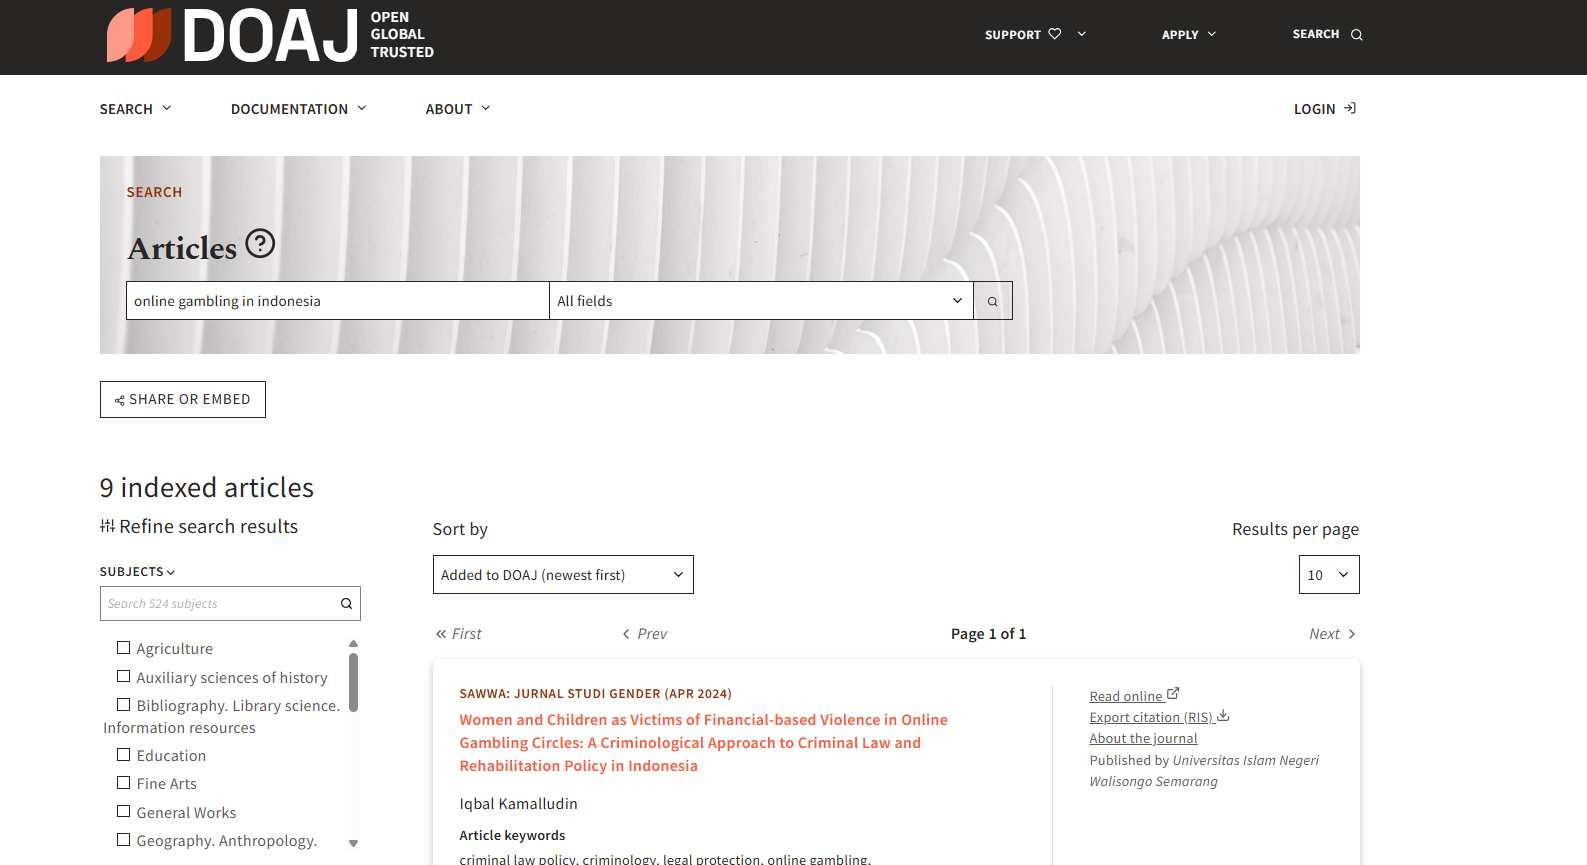 DOAJ
OPEN
GLOBAL
TRUSTED
SUPPORT
APPLY
SEARCH
SEARCH
DOCUMENTATION
ABOUT
LOGIN
SEARCH
Articles
online gambling in indonesia
All fields
SHARE OR EMBED
9 indexed articles
Refine search results
SUBJECTS
Search 524 subjects
Agriculture
Auxiliary sciences of history
Bibliography. Library science.
Information resources
Education
Fine Arts
General Works
Geography. Anthropology.
Sort by
Added to DOAJ (newest first)
Results per page
10
« First
Prev
Page 1 of 1
Next
SAWWA: JURNAL STUDI GENDER (APR 2024)
Women and Children as Victims of Financial-based Violence in Online
Gambling Circles: A Criminological Approach to Criminal Law and
Rehabilitation Policy in Indonesia
Iqbal Kamalludin
Article keywords
criminal law policy, criminology, legal protection, online gambling,
Read online
Export citation (RIS)
About the journal
Published by Universitas Islam Negeri
Walisongo Semarang